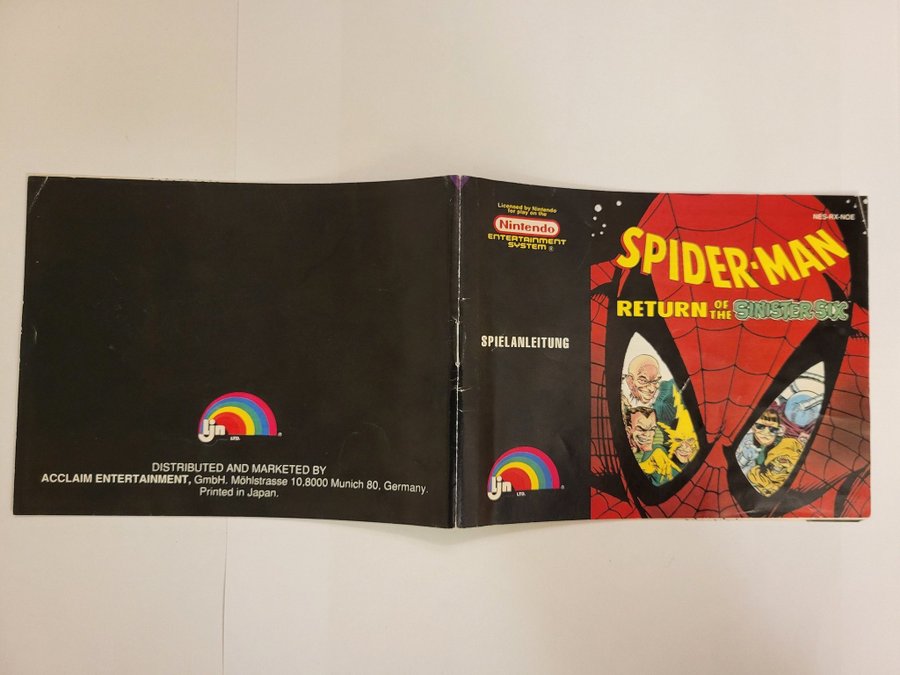 ljn
LTD.
®
DISTRIBUTED AND MARKETED BY
ACCLAIM ENTERTAINMENT, GmbH. Möhlstrasse 10,8000 Munich 80, Germany.
Printed in Japan.
Licensed by Nintendo
for play on the
Nintendo
ENTERTAINMENT
SYSTEM ®
SPIELANLEITUNG
ljn
LTD.
®
NES-RX-NOE
SPIDER-MAN
RETURN OF THE SINISTER SIX